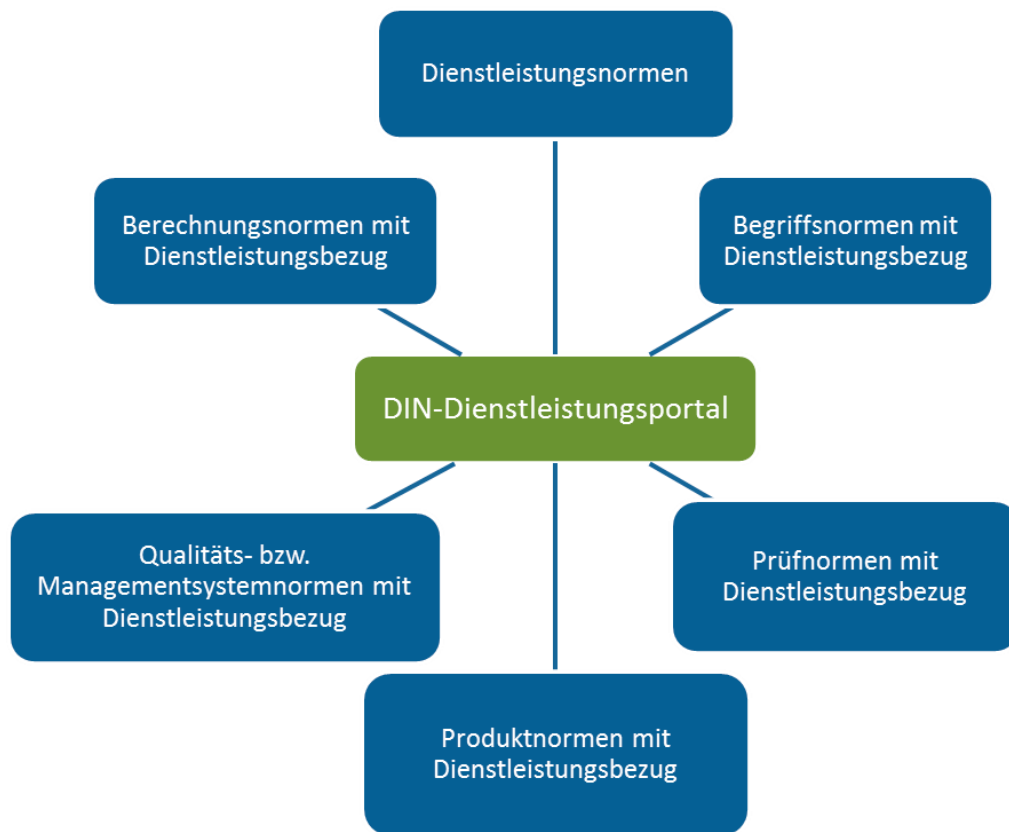 Dienstleistungsnormen
Berechnungsnormen mit
Dienstleistungsbezug
Begriffsnormen mit
Dienstleistungsbezug
DIN-Dienstleistungsportal
Qualitäts- bzw.
Managementsystemnormen mit
Dienstleistungsbezug
Prüfnormen mit
Dienstleistungsbezug
Produktnormen mit
Dienstleistungsbezug